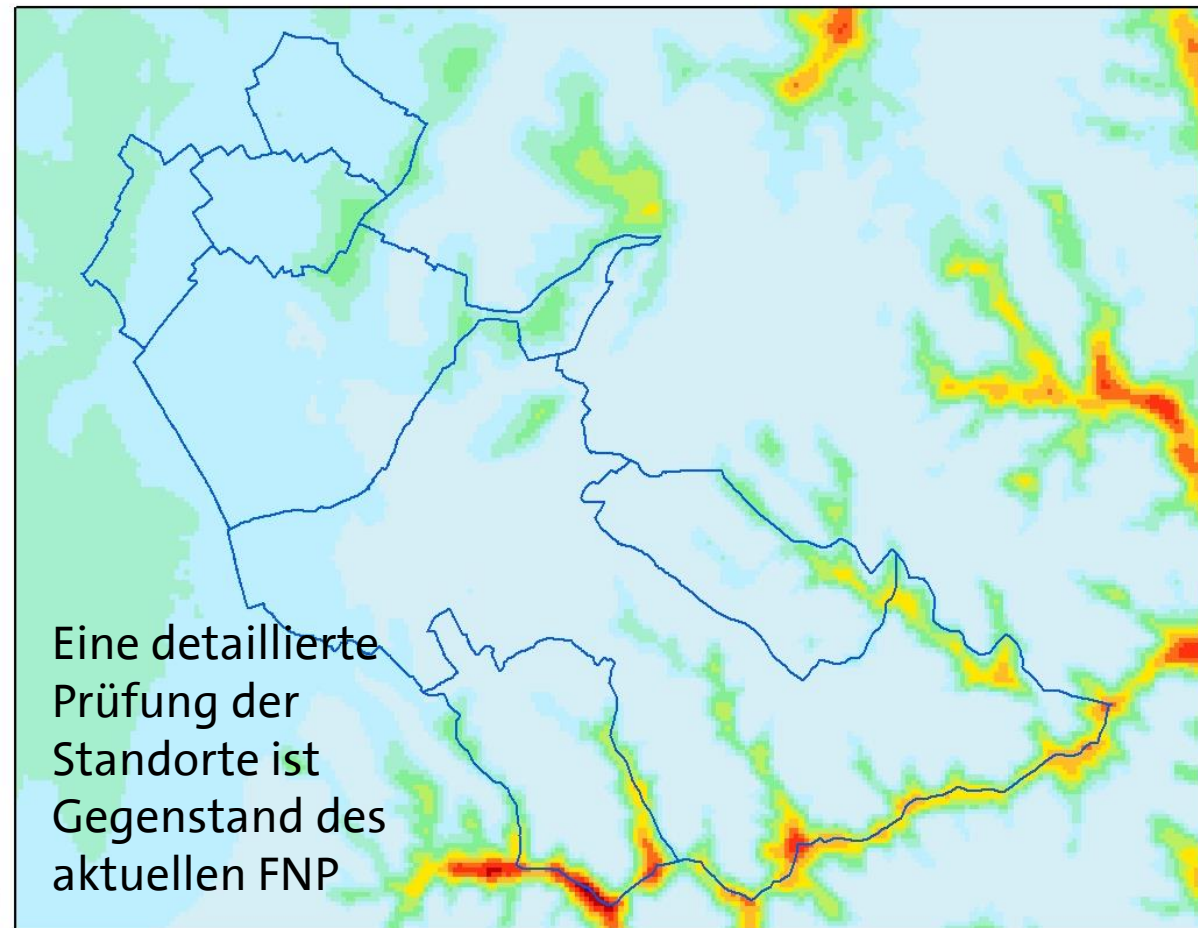 Eine detaillierte
Prüfung der
Standorte ist
Gegenstand des
aktuellen FNP